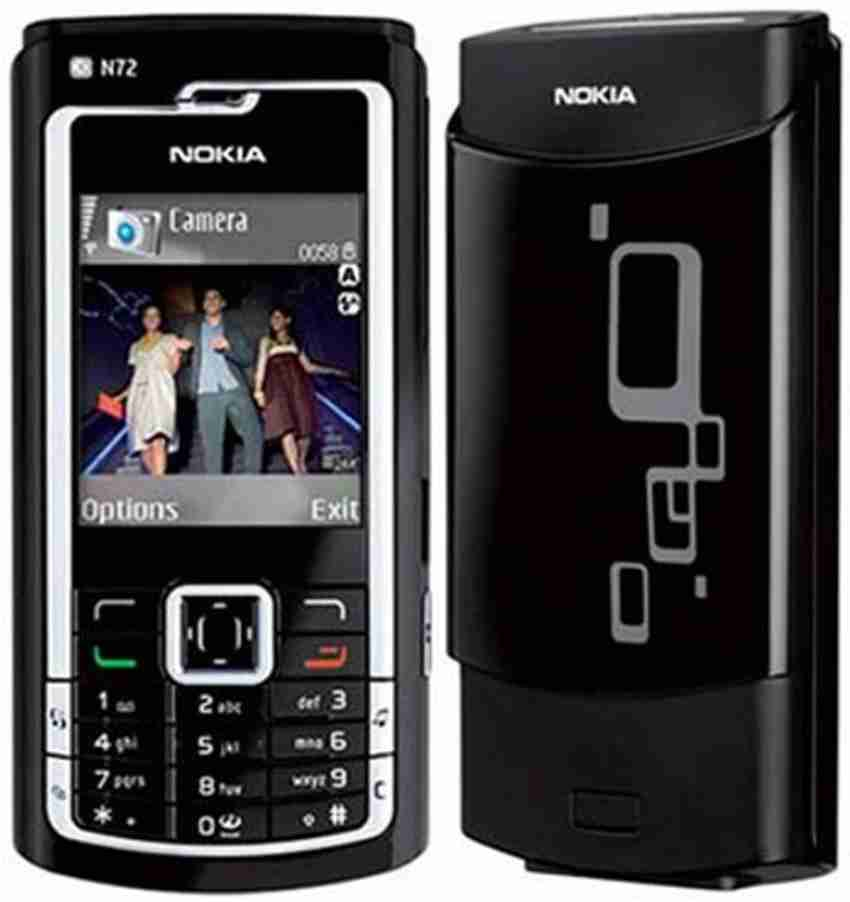 N72
NOKIA
Camera
0058
A
Options Exit
1
2 abc
def 3
4 ghi
5 jkl
mno 6
7 pqrs
8 tuv
wxyz 9
*
0
#
C
NOKIA